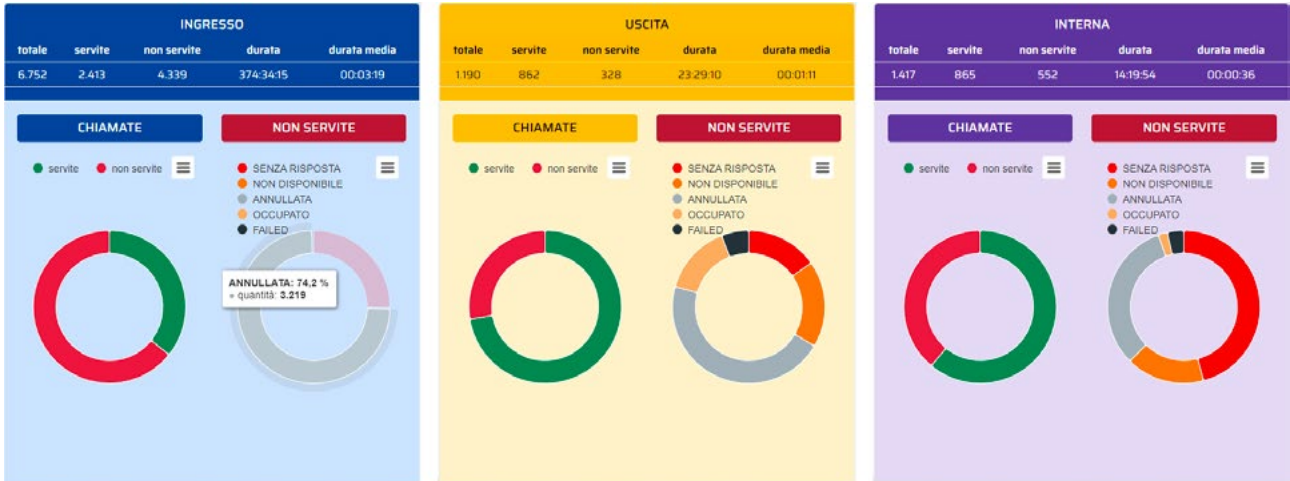 INGRESSO
totale servite non servite durata durata media
6.752 2.413 4.339 374:34:15 00:03:19
CHIAMATE
NON SERVITE
servite non servite
SENZA RISPOSTA
NON DISPONIBILE
ANNULLATA
OCCUPATO
FAILED
ANNULLATA: 74,2 %
» quantità: 3.219
USCITA
totale servite non servite durata durata media
1.190 862 328 23:29:10 00:01:11
CHIAMATE
NON SERVITE
servite non servite
SENZA RISPOSTA
NON DISPONIBILE
ANNULLATA
OCCUPATO
FAILED
INTERNA
totale servite non servite durata durata media
1.417 865 552 14:19:54 00:00:36
CHIAMATE
NON SERVITE
servite non servite
SENZA RISPOSTA
NON DISPONIBILE
ANNULLATA
OCCUPATO
FAILED